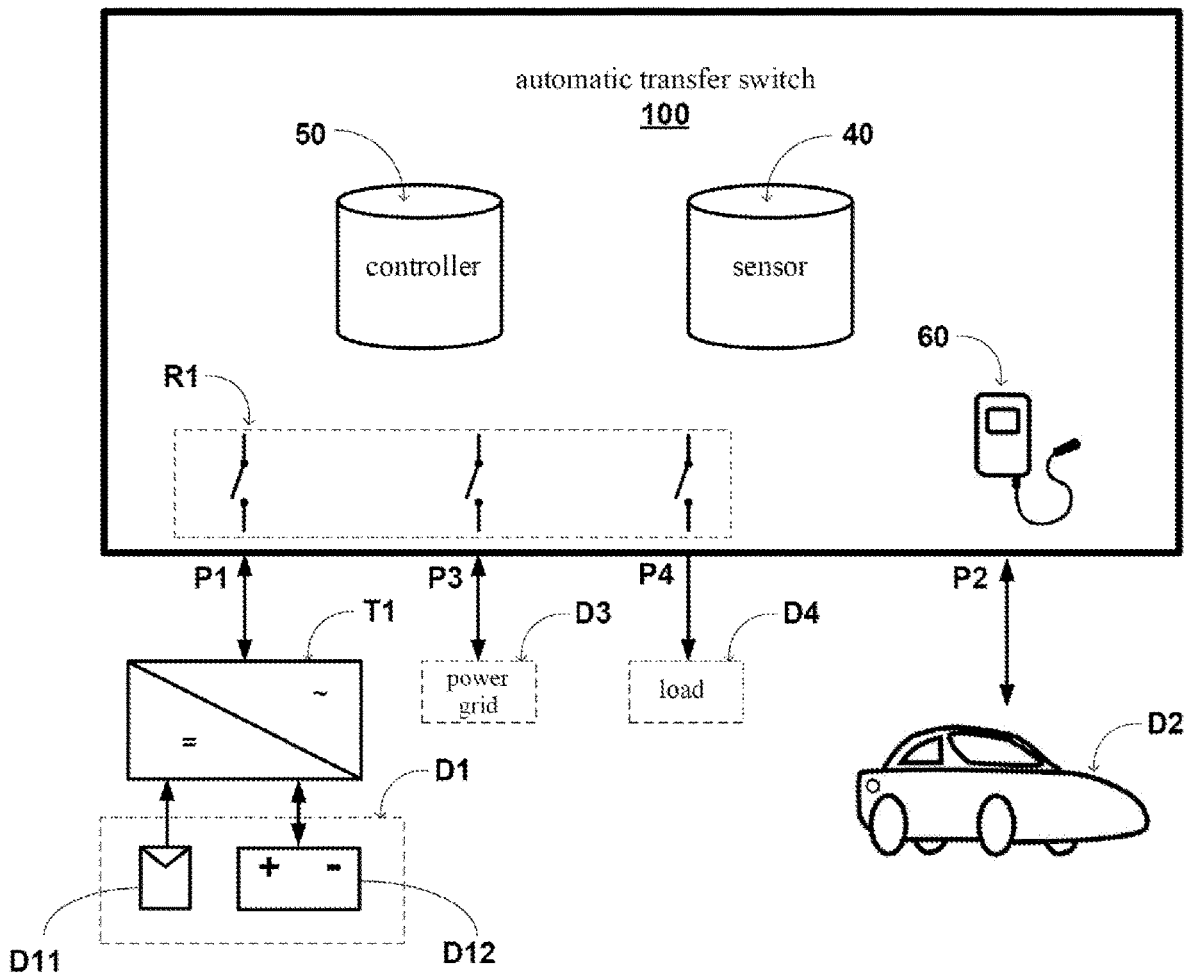 automatic transfer switch
100
50
40
controller
sensor
60
R1
P1
P3
P4
P2
T1
D3
D4
~
power
grid
load
=
D2
D1
+ -
D11
D12